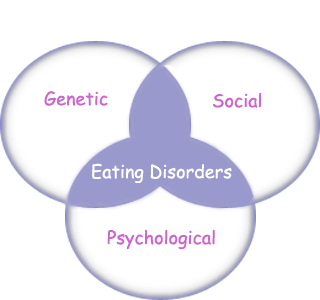 Genetic
Social
Eating Disorders
Psychological